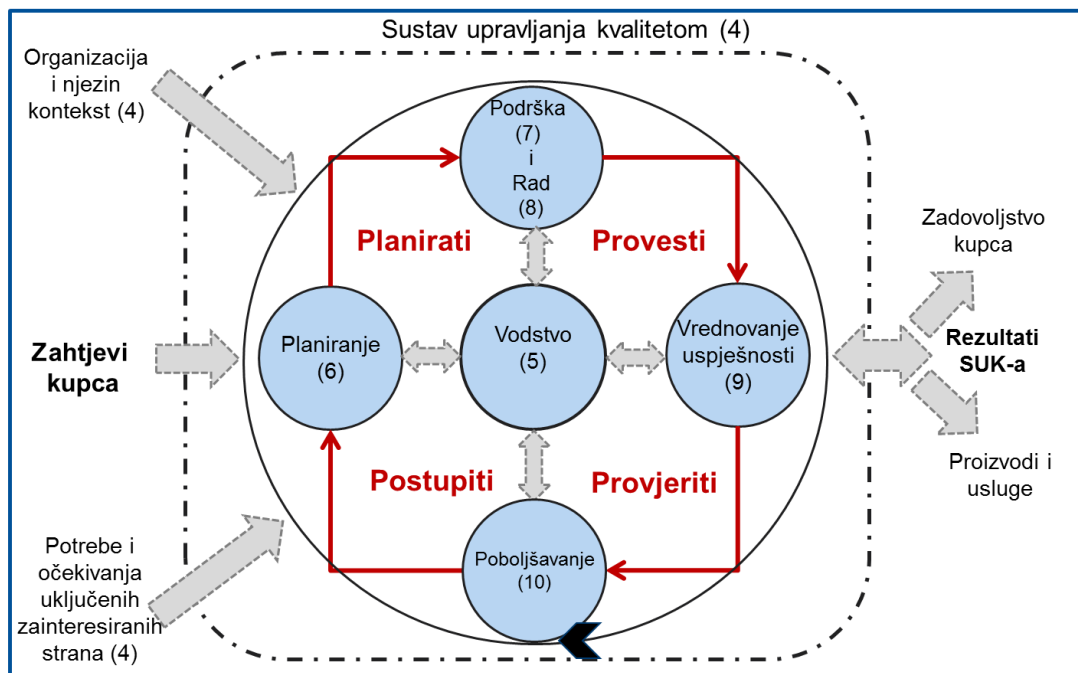 Sustav upravljanja kvalitetom (4)
Organizacija
i njezin
kontekst (4)
Podrška
(7)
i
Rad
(8)
Planirati
Provesti
Zadovoljstvo
kupca
Zahtjevi
kupca
Planiranje
(6)
Vodstvo
(5)
Vrednovanje
uspješnosti
(9)
Rezultati
SUK-a
Postupiti
Provjeriti
Proizvodi i
usluge
Potrebe i
očekivanja
uključenih
zainteresiranih
strana (4)
Poboljšavanje
(10)